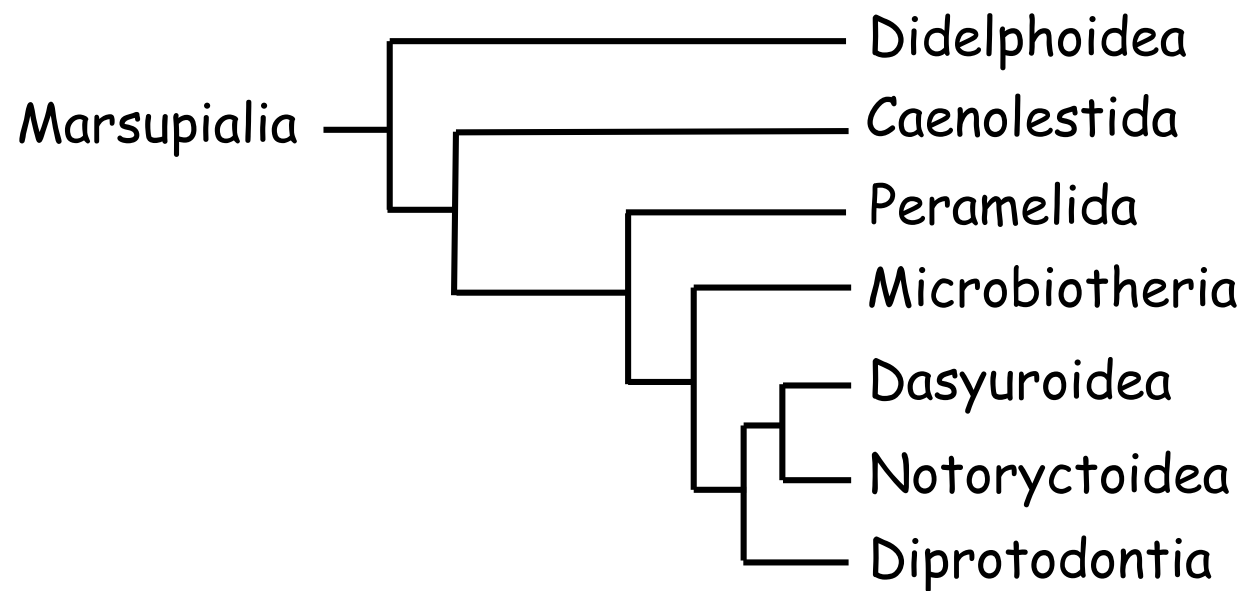 Didelphoidea
Marsupialia
Caenolestida
Peramelida
Microbiotheria
Dasyuroidea
Notoryctoidea
Diprotodontia